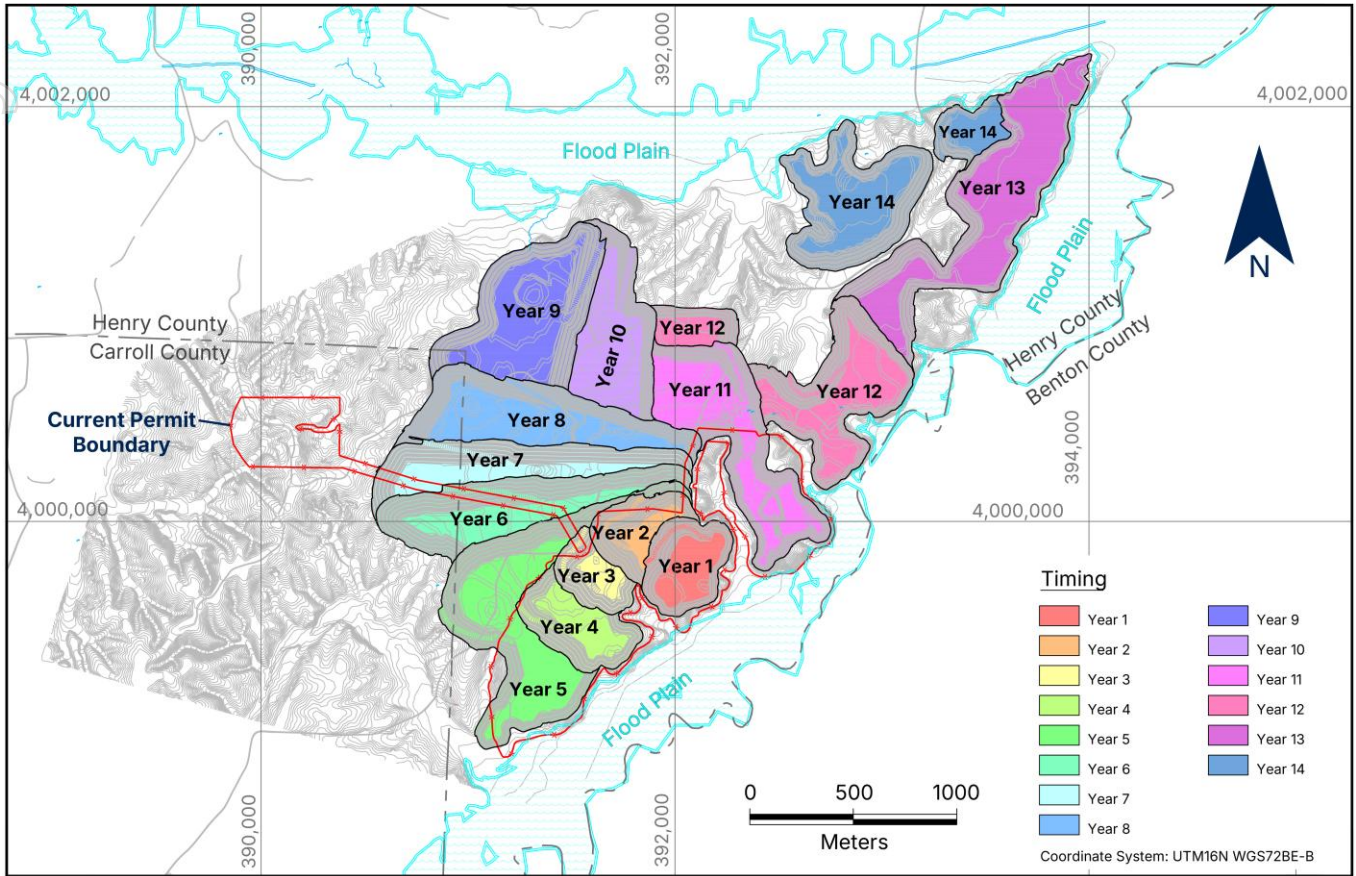 390,000
392,000
4,002,000
4,002,000
Flood Plain
Year 14
Year 14
Year 13
Flood Plain
N
Year 9
Year 10
Year 12
Henry County
Carroll County
Henry County
Benton County
Year 11
Year 12
Current Permit
Boundary
Year 8
394,000
Year 7
4,000,000
Year 6
4,000,000
Year 2
Year 1
Year 3
Year 4
Year 5
Flood Plain
390,000
392,000
0 500 1000
Meters
Timing
Year 1
Year 2
Year 3
Year 4
Year 5
Year 6
Year 7
Year 8
Year 9
Year 10
Year 11
Year 12
Year 13
Year 14
Coordinate System: UTM16N WGS72BE-B